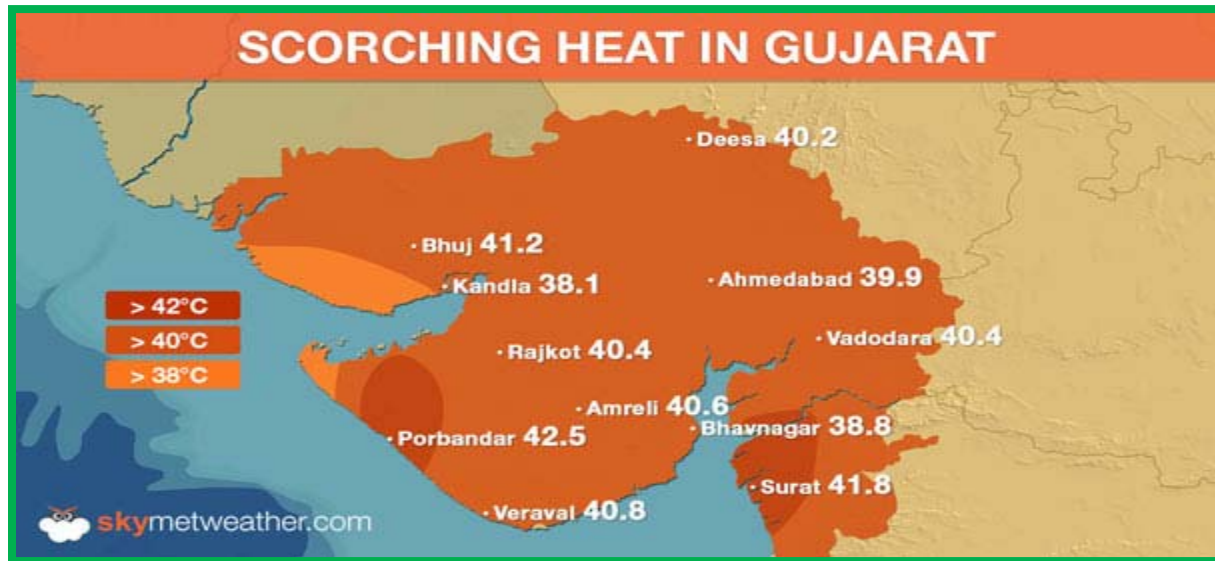 SCORCHING HEAT IN GUJARAT
Deesa 40.2
Bhuj 41.2
Kandla 38.1
Ahmedabad 39.9
> 42°C
> 40°C
> 38°C
Rajkot 40.4
Vadodara 40.4
Amreli 40.6
Bhavnagar 38.8
Porbandar 42.5
Surat 41.8
Veraval 40.8
skymetweather.com